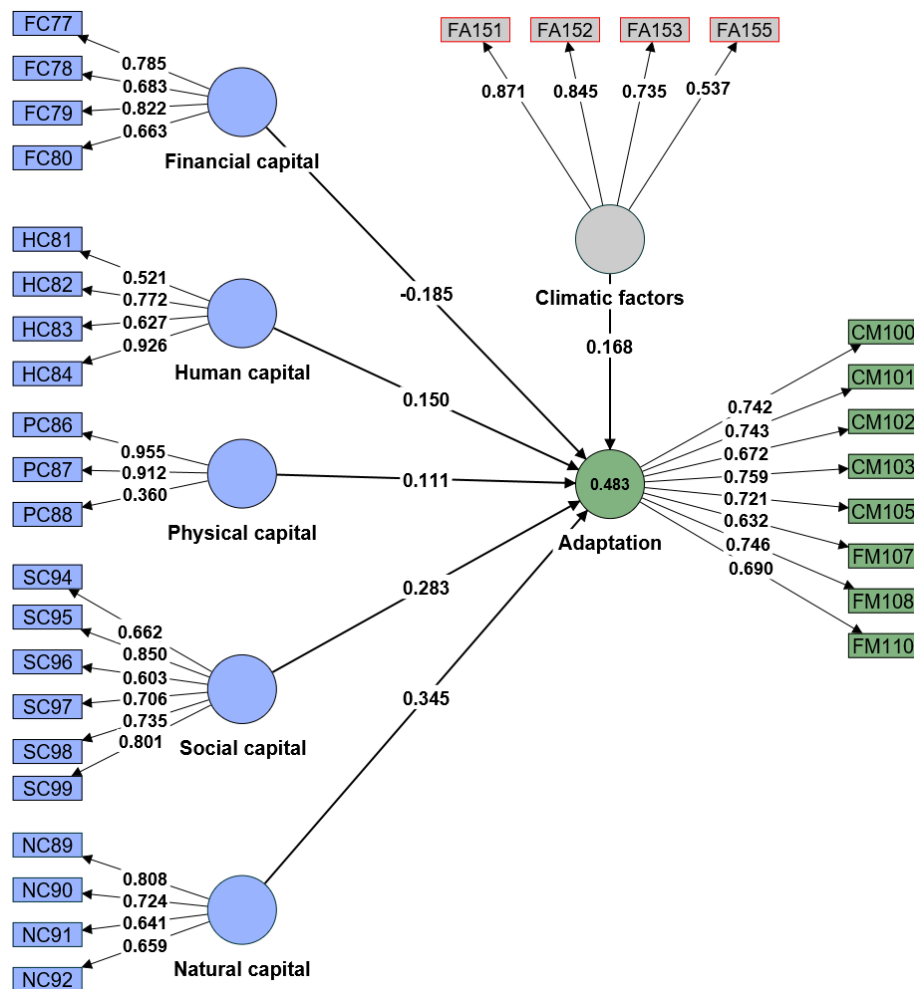 FC77
FC78
FC79
FC80
0.785
0.683
0.822
0.663
Financial capital
FA151
FA152
FA153
FA155
0.871
0.845
0.735
0.537
Climatic factors
HC81
HC82
HC83
HC84
0.521
0.772
0.627
0.926
Human capital
PC86
PC87
PC88
0.955
0.912
0.360
Physical capital
SC94
SC95
SC96
SC97
SC98
SC99
0.662
0.850
0.603
0.706
0.735
0.801
Social capital
NC89
NC90
NC91
NC92
0.808
0.724
0.641
0.659
Natural capital
-0.185
0.150
0.111
0.283
0.345
0.168
0.483
Adaptation
0.742
0.743
0.672
0.759
0.721
0.632
0.746
0.690
CM100
CM101
CM102
CM103
CM105
FM107
FM108
FM110